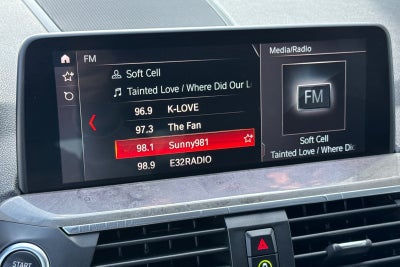 FM
Soft Cell
Tainted Love / Where Did Our L
96.9 K-LOVE
97.3 The Fan
98.1 Sunny981
98.9 E32RADIO
Media/Radio
FM
Soft Cell
Tainted Love / Where Dic
START